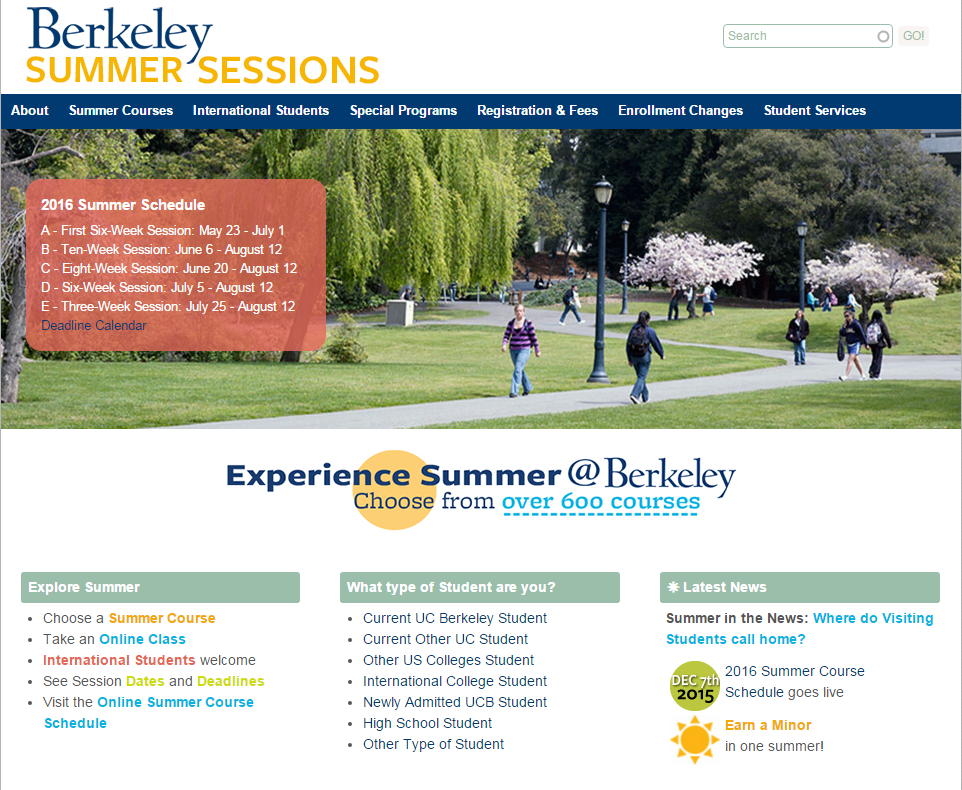 Berkeley
SUMMER SESSIONS
Search
GO!
About Summer Courses International Students Special Programs Registration & Fees Enrollment Changes Student Services
2016 Summer Schedule
A - First Six-Week Session: May 23 - July 1
B - Ten-Week Session: June 6 - August 12
C - Eight-Week Session: June 20 - August 12
D - Six-Week Session: July 5 - August 12
E - Three-Week Session: July 25 - August 12
Deadline Calendar
Experience Summer @Berkeley
Choose from over 600 courses
Explore Summer
Choose a Summer Course
Take an Online Class
International Students welcome
See Session Dates and Deadlines
Visit the Online Summer Course
Schedule
What type of Student are you?
Current UC Berkeley Student
Current Other UC Student
Other US Colleges Student
International College Student
Newly Admitted UCB Student
High School Student
Other Type of Student
Latest News
Summer in the News: Where do Visiting
Students call home?
DEC 7th
2015
2016 Summer Course
Schedule goes live
Earn a Minor
in one summer!